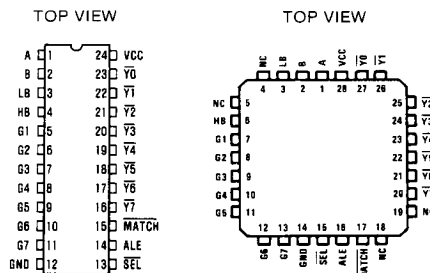 TOP VIEW
A 1 24 VCC
B 2 23 Y0
LB 3 22 Y1
HB 4 21 Y2
G1 5 20 Y3
G2 6 19 Y4
G3 7 18 Y5
G4 8 17 Y6
G5 9 16 Y7
G6 10 15 MATCH
G7 11 14 ALE
GND 12 13 SEL
TOP VIEW
NC LB B A VCC Y0 Y1
4 3 2 1 28 27 26
NC 5 25 Y2
HB 6 24 Y3
G1 7 23 Y4
G2 8 22
G3 9 21
G4 10 20
G5 11 19
12 13 14 15 16 17 18
G6 G7 GND SEL ALE MATCH NC